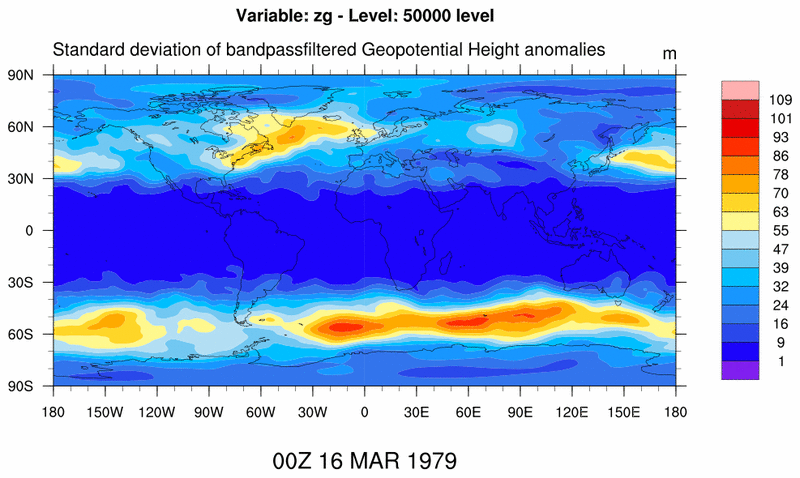 Variable: zg - Level: 50000 level
Standard deviation of bandpassfiltered Geopotential Height anomalies
m
90N
60N
30N
0
30S
60S
90S
180 150W 120W 90W 60W 30W 0 30E 60E 90E 120E 150E 180
109
101
93
86
78
70
63
55
47
39
32
24
16
9
1
00Z 16 MAR 1979